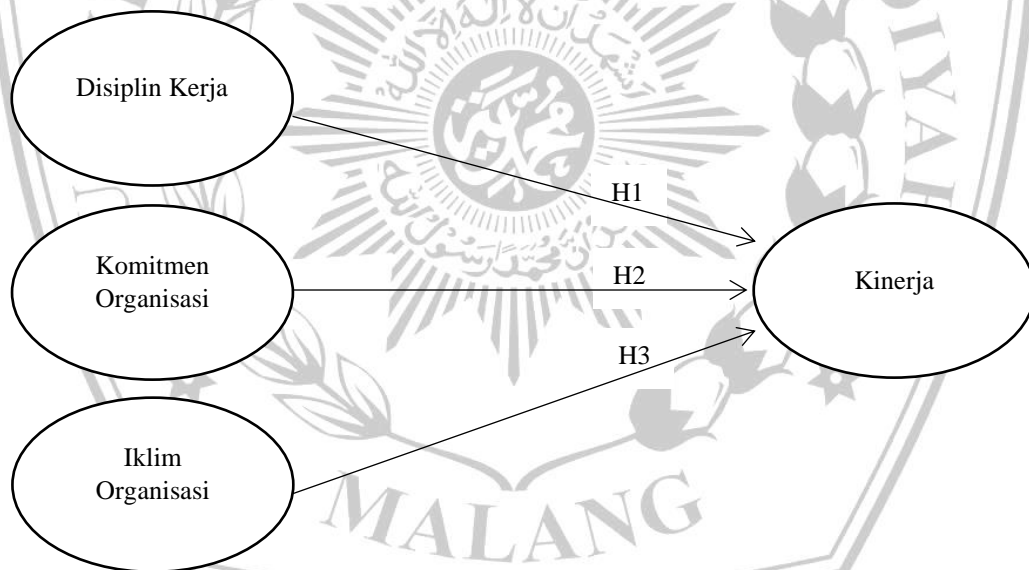 Disiplin Kerja
H1
Komitmen
Organisasi
H2
Kinerja
H3
Iklim
Organisasi
MALANG